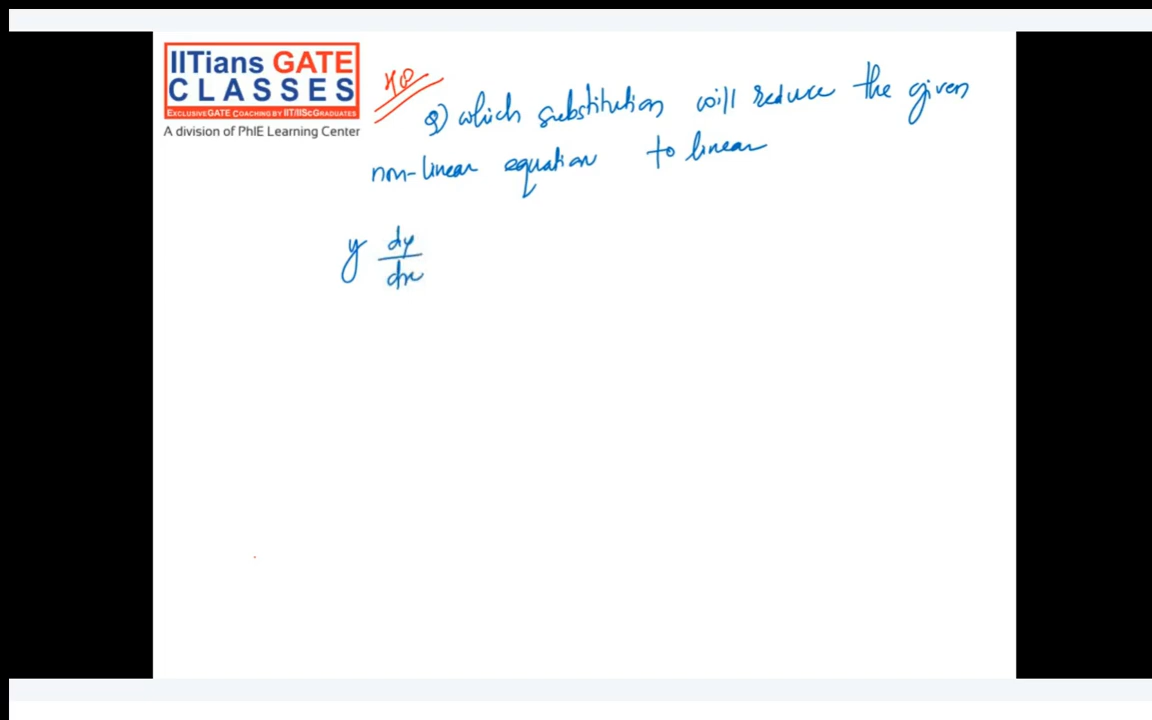 IITians GATE
CLASSES
EXCLUSIVE GATE COACHING BY IIT/IISc GRADUATES
A division of PhIE Learning Center
HQ
Q) which substitution will reduce the given
non-linear equation to linear
y dy/dx